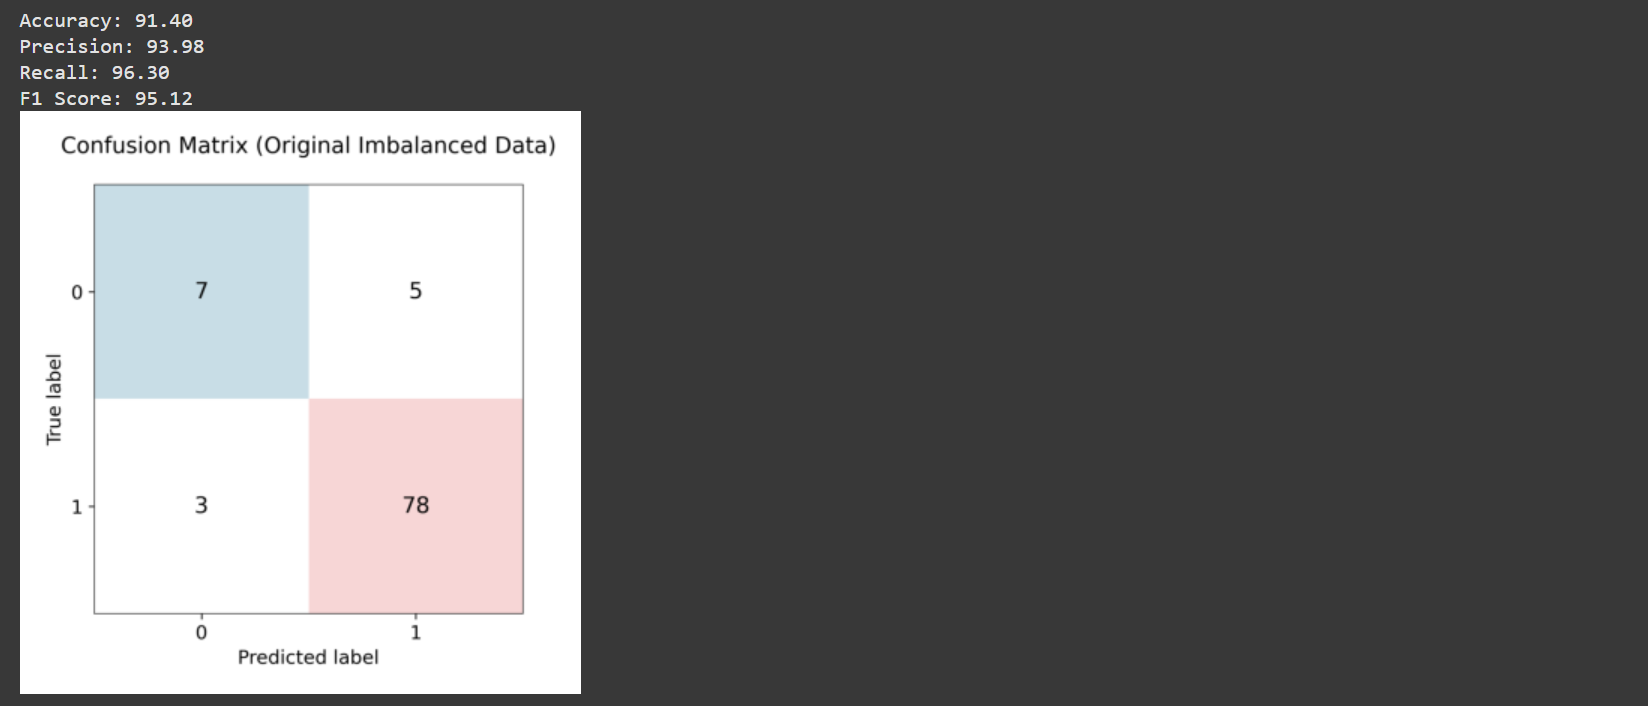 Accuracy: 91.40
Precision: 93.98
Recall: 96.30
F1 Score: 95.12
Confusion Matrix (Original Imbalanced Data)
0
7
5
True label
1
3
78
0
1
Predicted label